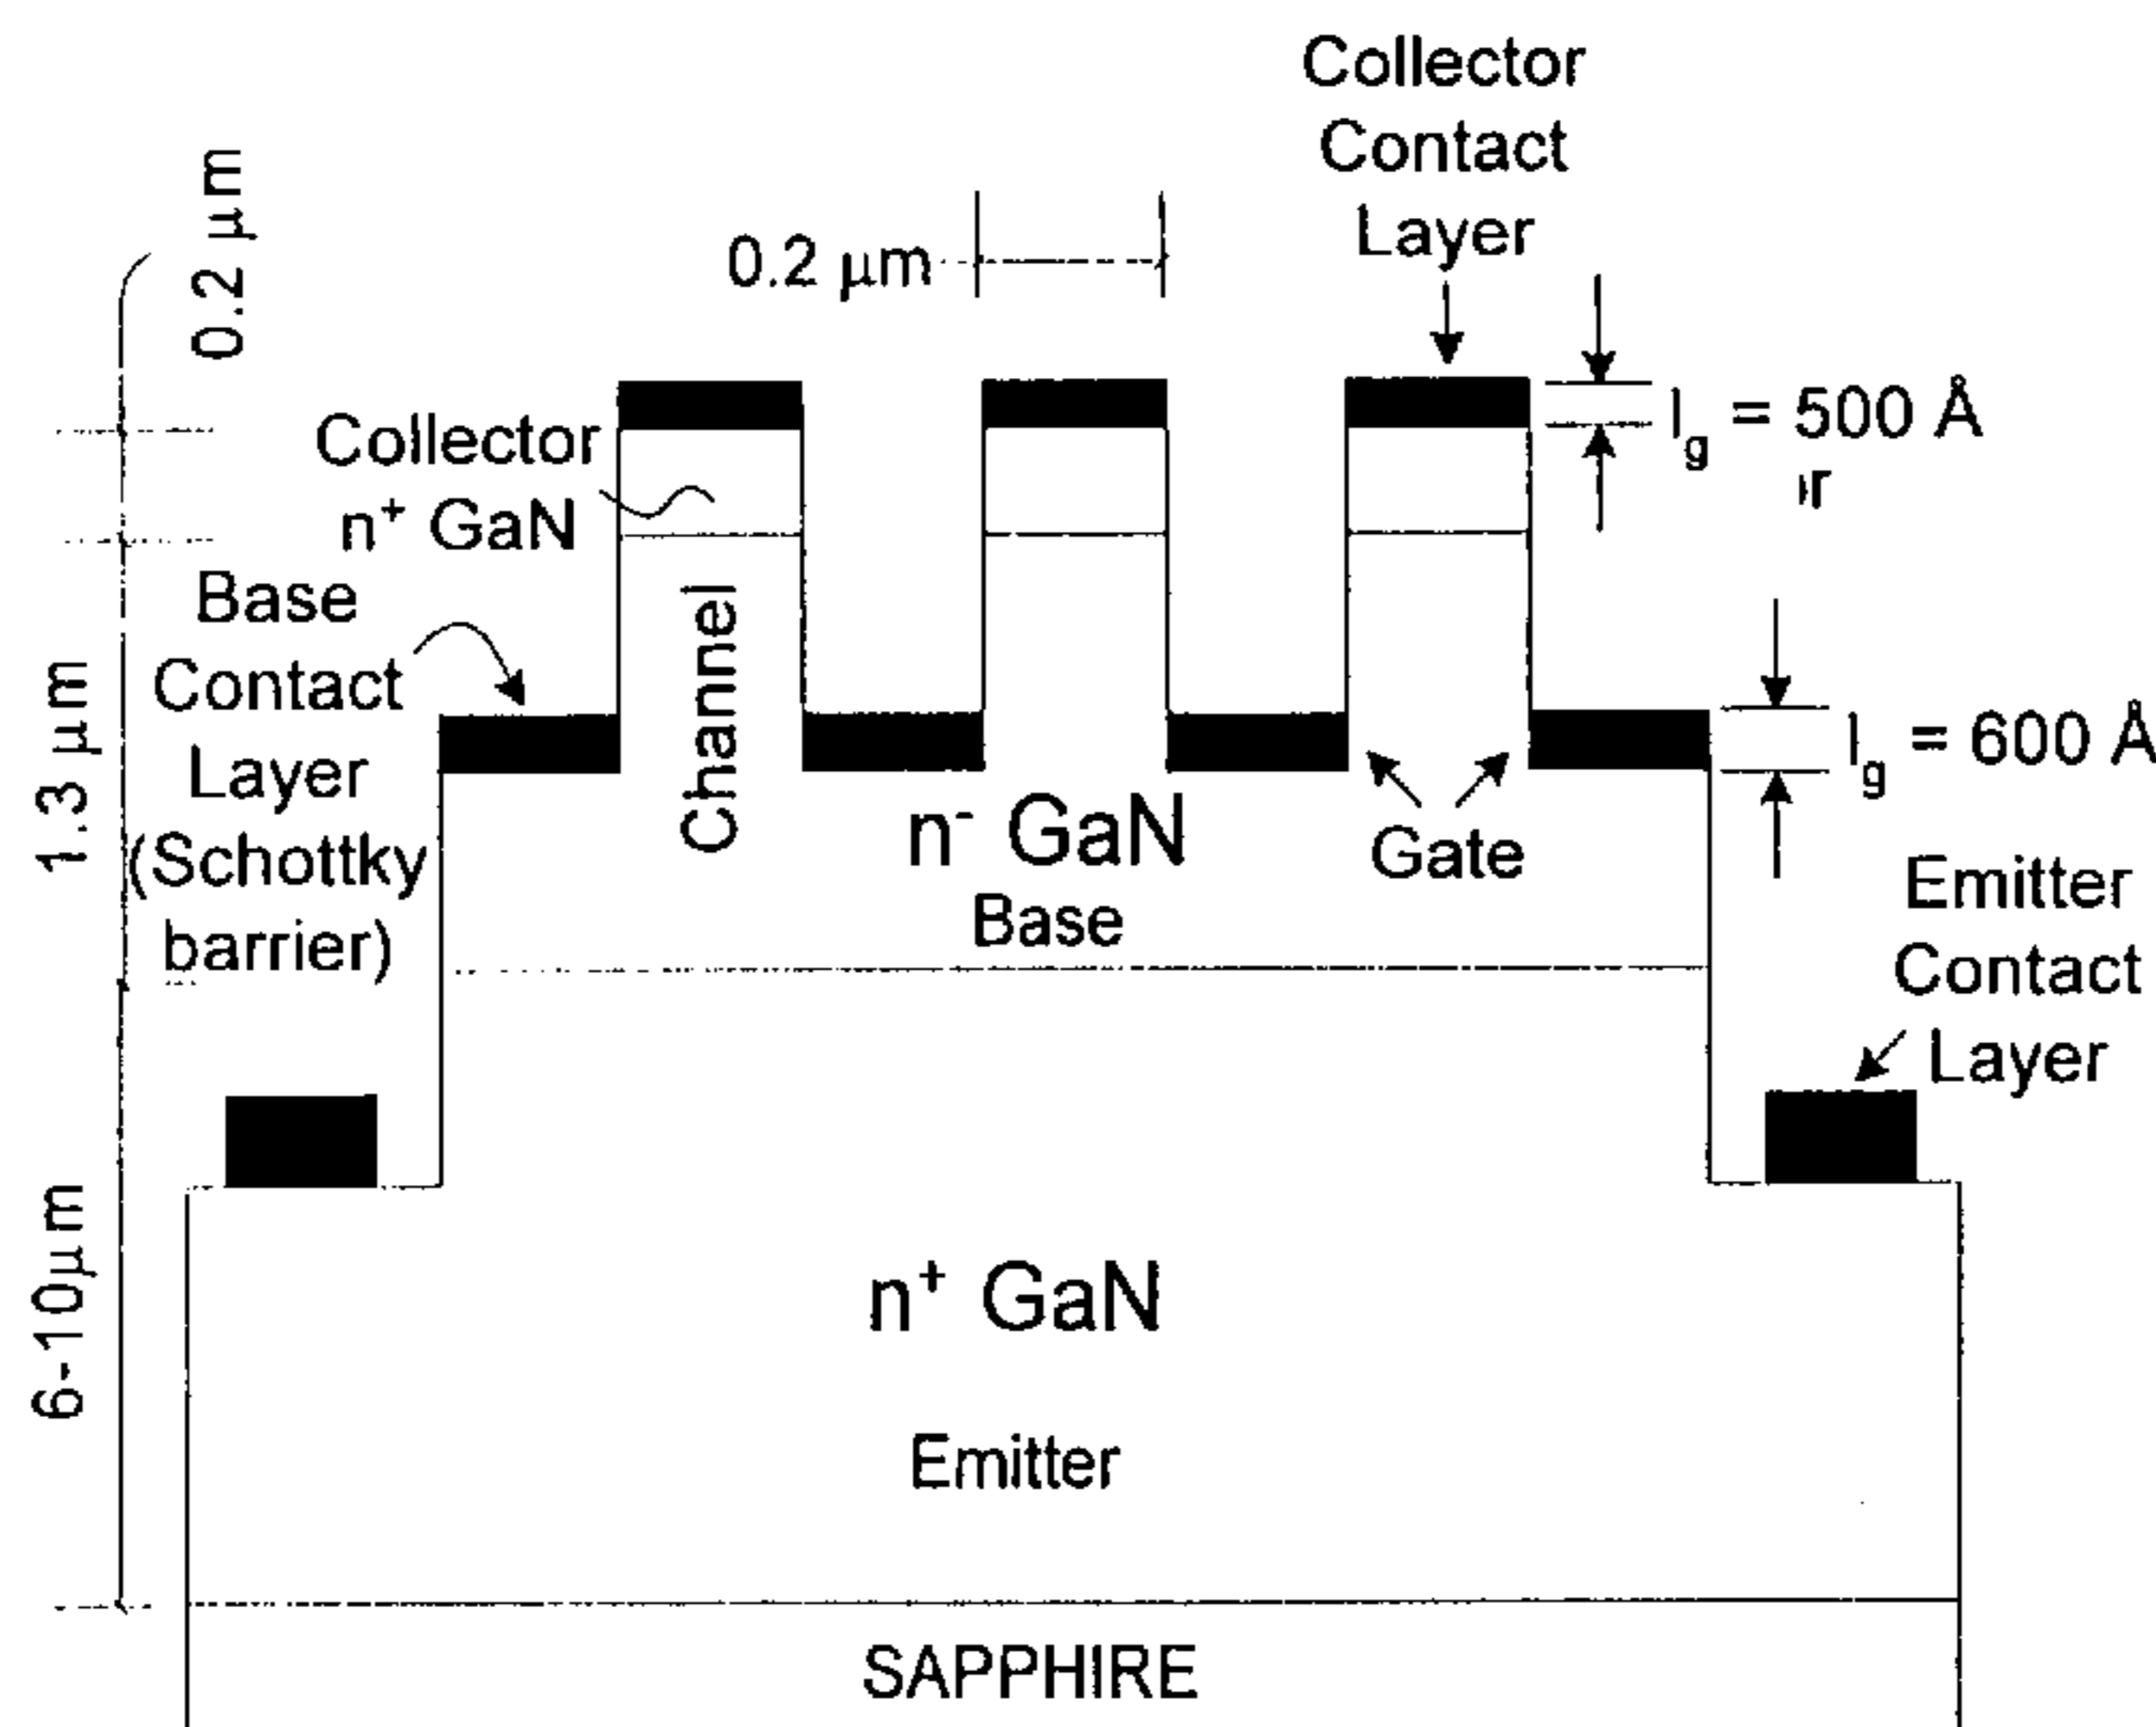 Collector
Contact
Layer
0.2 μm
0.2 μm
Collector
n⁺ GaN
l_g = 500 Å
Base
Contact
Layer
(Schottky
barrier)
Channel
1.3 μm
l_g = 600 Å
n⁻ GaN
Base
Gate
Emitter
Contact
Layer
6-10μm
n⁺ GaN
Emitter
SAPPHIRE